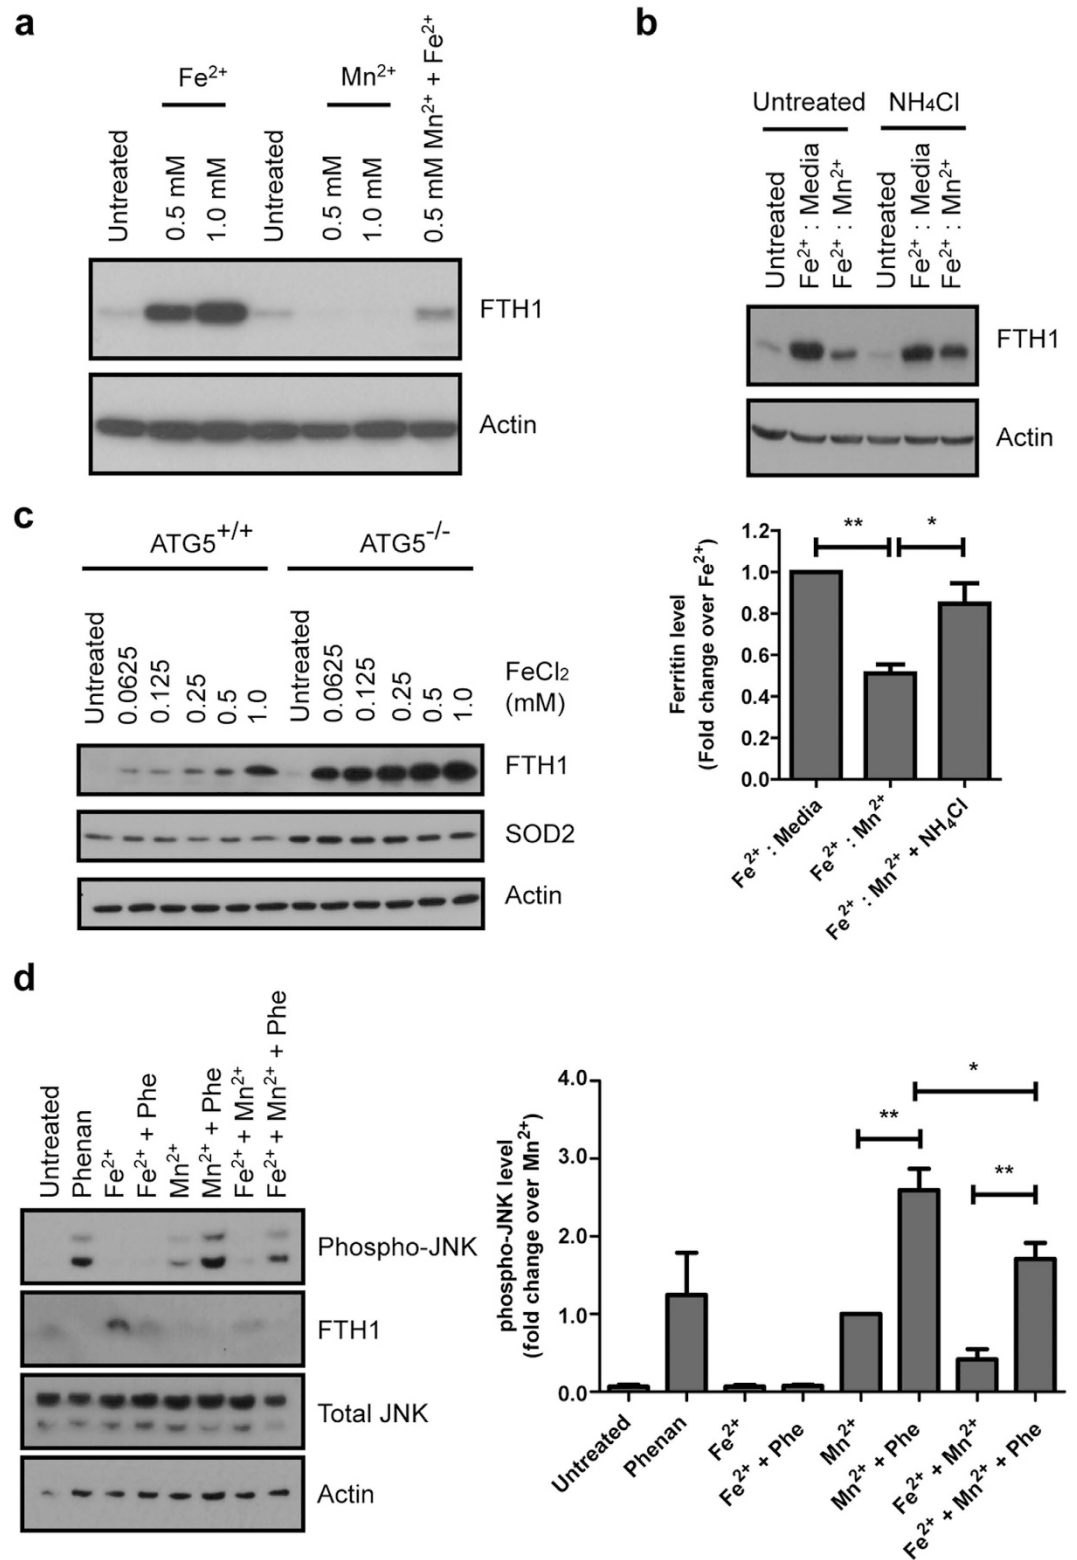 a
Fe²⁺
Mn²⁺
Untreated
0.5 mM
1.0 mM
Untreated
0.5 mM
1.0 mM
0.5 mM Mn²⁺ + Fe²⁺
FTH1
Actin
b
Untreated
NH₄Cl
Untreated
Fe²⁺ : Media
Fe²⁺ : Mn²⁺
Untreated
Fe²⁺ : Media
Fe²⁺ : Mn²⁺
FTH1
Actin
Ferritin level
(Fold change over Fe²⁺)
1.2
1.0
0.8
0.6
0.4
0.2
0.0
**
*
Fe²⁺ : Media
Fe²⁺ : Mn²⁺
Fe²⁺ : Mn²⁺ + NH₄Cl
c
ATG5⁺/⁺
ATG5⁻/⁻
Untreated
0.0625
0.125
0.25
0.5
1.0
Untreated
0.0625
0.125
0.25
0.5
1.0
FeCl₂
(mM)
FTH1
SOD2
Actin
d
Untreated
Phenan
Fe²⁺
Fe²⁺ + Phe
Mn²⁺
Mn²⁺ + Phe
Fe²⁺ + Mn²⁺
Fe²⁺ + Mn²⁺ + Phe
Phospho-JNK
FTH1
Total JNK
Actin
phospho-JNK level
(fold change over Mn²⁺)
4.0
3.0
2.0
1.0
0.0
**
*
**
Untreated
Phenan
Fe²⁺
Fe²⁺ + Phe
Mn²⁺
Mn²⁺ + Phe
Fe²⁺ + Mn²⁺
Fe²⁺ + Mn²⁺ + Phe